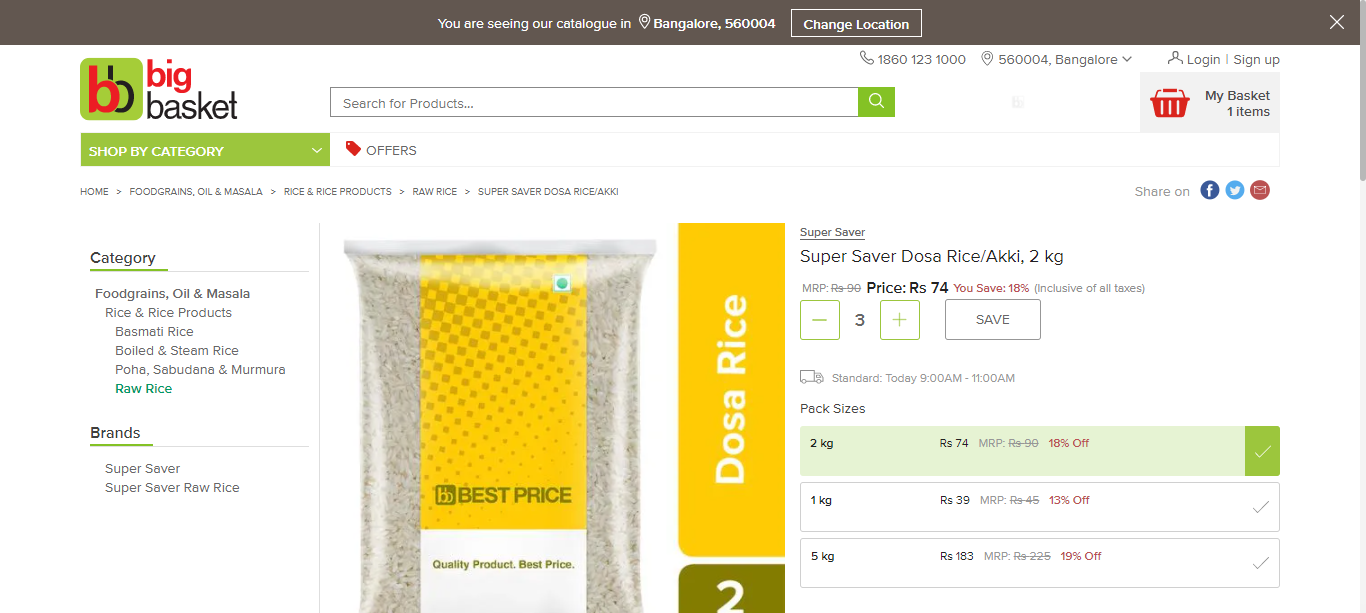 You are seeing our catalogue in Bangalore, 560004 Change Location
1860 123 1000 560004, Bangalore Login | Sign up
bb big basket
Search for Products...
My Basket
1 items
SHOP BY CATEGORY OFFERS
HOME > FOODGRAINS, OIL & MASALA > RICE & RICE PRODUCTS > RAW RICE > SUPER SAVER DOSA RICE/AKKI
Share on
Category
Foodgrains, Oil & Masala
Rice & Rice Products
Basmati Rice
Boiled & Steam Rice
Poha, Sabudana & Murmura
Raw Rice
Brands
Super Saver
Super Saver Raw Rice
bb BEST PRICE
Quality Product. Best Price.
Dosa Rice
2
Super Saver
Super Saver Dosa Rice/Akki, 2 kg
MRP: Rs 90 Price: Rs 74 You Save: 18% (Inclusive of all taxes)
3 SAVE
Standard: Today 9:00AM - 11:00AM
Pack Sizes
2 kg Rs 74 MRP: Rs 90 18% Off
1 kg Rs 39 MRP: Rs 45 13% Off
5 kg Rs 183 MRP: Rs 225 19% Off